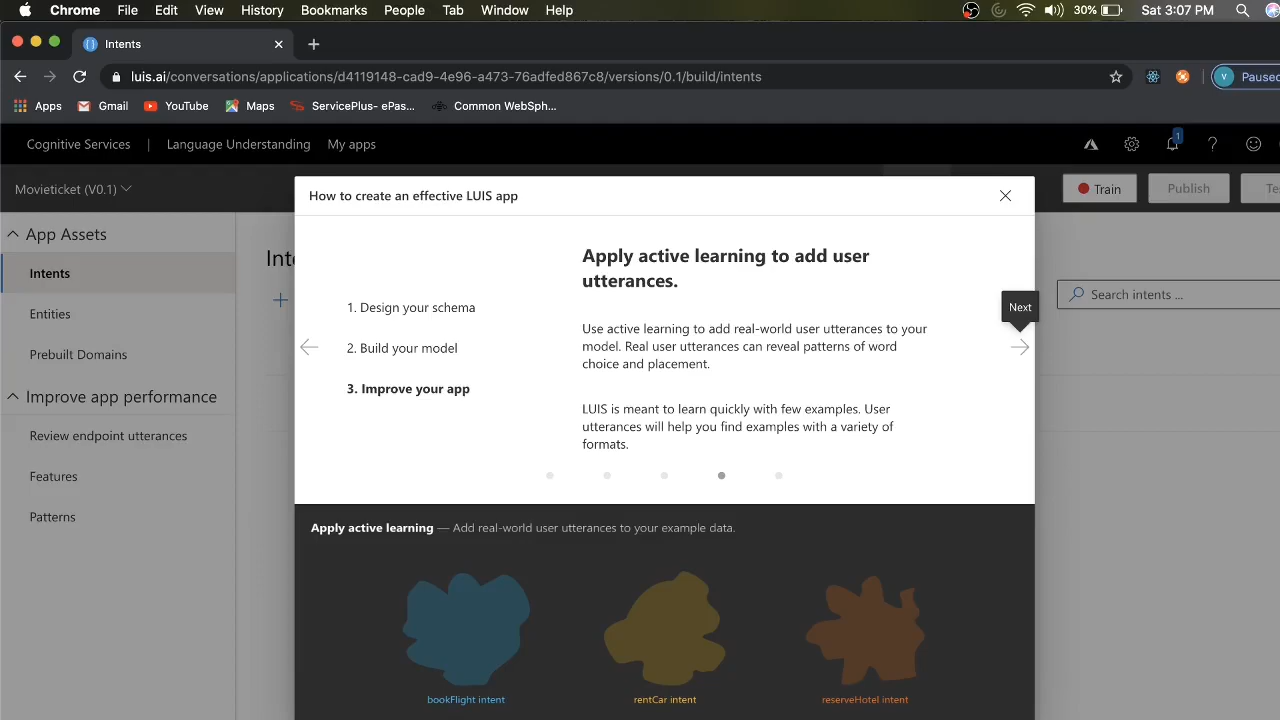 Chrome File Edit View History Bookmarks People Tab Window Help 30% Sat 3:07 PM
Intents
luis.ai/conversations/applications/d4119148-cad9-4e96-a473-76adfed867c8/versions/0.1/build/intents V Paused
Apps Gmail YouTube Maps ServicePlus- ePas... Common WebSph...
Cognitive Services | Language Understanding My apps 1 ?
Movieticket (V0.1) Train Publish Te
How to create an effective LUIS app
App Assets
Intents
Entities
Prebuilt Domains
Improve app performance
Review endpoint utterances
Features
Patterns
Inte
Search intents ...
1. Design your schema
2. Build your model
3. Improve your app
Apply active learning to add user
utterances.
Use active learning to add real-world user utterances to your
model. Real user utterances can reveal patterns of word
choice and placement.
LUIS is meant to learn quickly with few examples. User
utterances will help you find examples with a variety of
formats.
Next
Apply active learning — Add real-world user utterances to your example data.
bookFlight intent rentCar intent reserveHotel intent